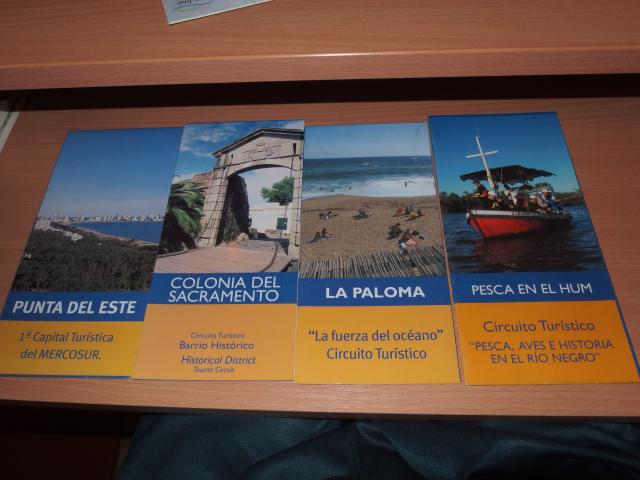 PUNTA DEL ESTE
1ª Capital Turística
del MERCOSUR.
COLONIA DEL
SACRAMENTO
Circuito Turístico
Barrio Histórico
Historical District
Tourist Circuit
LA PALOMA
"La fuerza del océano"
Circuito Turístico
PESCA EN EL HUM
Circuito Turístico
"PESCA, AVES E HISTORIA
EN EL RÍO NEGRO"